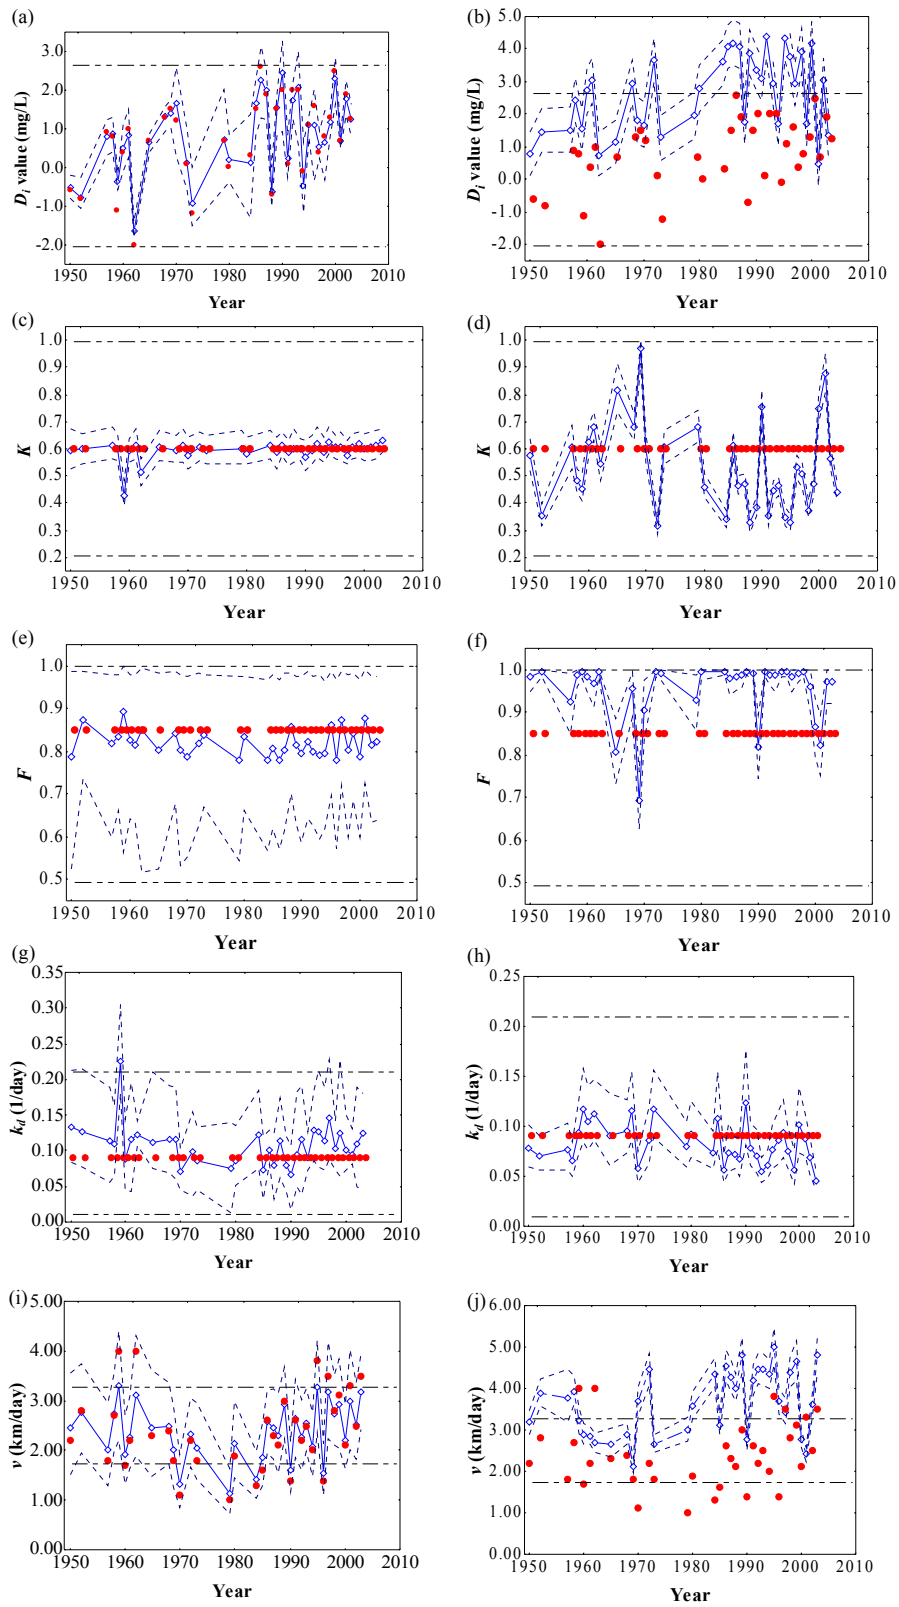 (a)
3.0
2.0
1.0
0.0
-1.0
-2.0
D_i value (mg/L)
1950 1960 1970 1980 1990 2000 2010
Year
(b)
5.0
4.0
3.0
2.0
1.0
0.0
-1.0
-2.0
D_i value (mg/L)
1950 1960 1970 1980 1990 2000 2010
Year
(c)
1.0
0.9
0.8
0.7
0.6
0.5
0.4
0.3
0.2
K
1950 1960 1970 1980 1990 2000 2010
Year
(d)
1.0
0.9
0.8
0.7
0.6
0.5
0.4
0.3
0.2
K
1950 1960 1970 1980 1990 2000 2010
Year
(e)
1.0
0.9
0.8
0.7
0.6
0.5
F
1950 1960 1970 1980 1990 2000 2010
Year
(f)
1.0
0.9
0.8
0.7
0.6
0.5
F
1950 1960 1970 1980 1990 2000 2010
Year
(g)
0.35
0.30
0.25
0.20
0.15
0.10
0.05
0.00
k_d (1/day)
1950 1960 1970 1980 1990 2000 2010
Year
(h)
0.25
0.20
0.15
0.10
0.05
0.00
k_d (1/day)
1950 1960 1970 1980 1990 2000 2010
Year
(i)
5.00
4.00
3.00
2.00
1.00
0.00
v (km/day)
1950 1960 1970 1980 1990 2000 2010
Year
(j)
6.00
5.00
4.00
3.00
2.00
1.00
0.00
v (km/day)
1950 1960 1970 1980 1990 2000 2010
Year